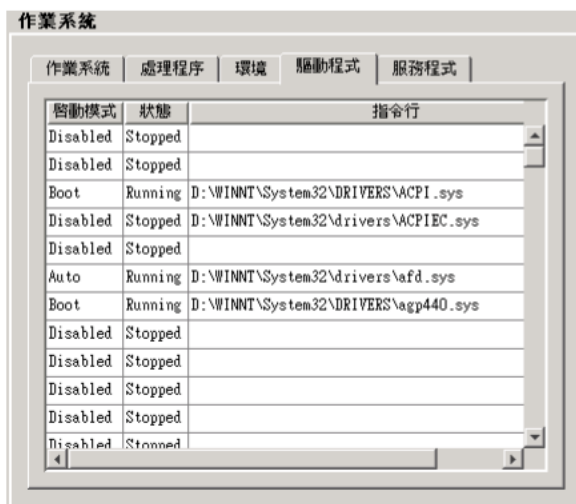 作業系統
作業系統 處理程序 環境 驅動程式 服務程式
啓動模式 狀態 指令行
Disabled Stopped
Disabled Stopped
Boot Running D:\WINNT\System32\DRIVERS\ACPI.sys
Disabled Stopped D:\WINNT\System32\drivers\ACPIEC.sys
Disabled Stopped
Auto Running D:\WINNT\System32\drivers\afd.sys
Boot Running D:\WINNT\System32\DRIVERS\agp440.sys
Disabled Stopped
Disabled Stopped
Disabled Stopped
Disabled Stopped
Disabled Stopped